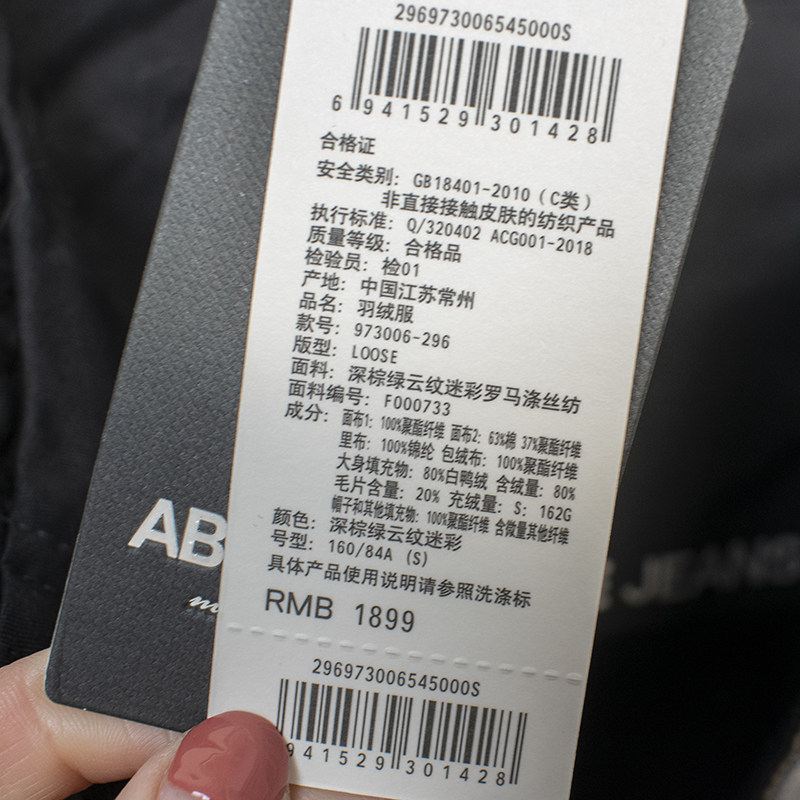 296973006545000S
6 941529 301428
合格证
安全类别: GB18401-2010 (C类)
非直接接触皮肤的纺织产品
执行标准: Q/320402 ACG001-2018
质量等级: 合格品
检验员: 检01
产地: 中国江苏常州
品名: 羽绒服
款号: 973006-296
版型: LOOSE
面料: 深棕绿云纹迷彩罗马涤丝纺
面料编号: F000733
成分: 面布1: 100%聚酯纤维 面布2: 63%棉 37%聚酯纤维
里布: 100%锦纶 包绒布: 100%聚酯纤维
大身填充物: 80%白鸭绒 含绒量: 80%
毛片含量: 20% 充绒量: S: 162G
帽子和其他填充物: 100%聚酯纤维 含微量其他纤维
颜色: 深棕绿云纹迷彩
号型: 160/84A (S)
具体产品使用说明请参照洗涤标
RMB 1899
296973006545000S
941529 301428
AB
JEANS